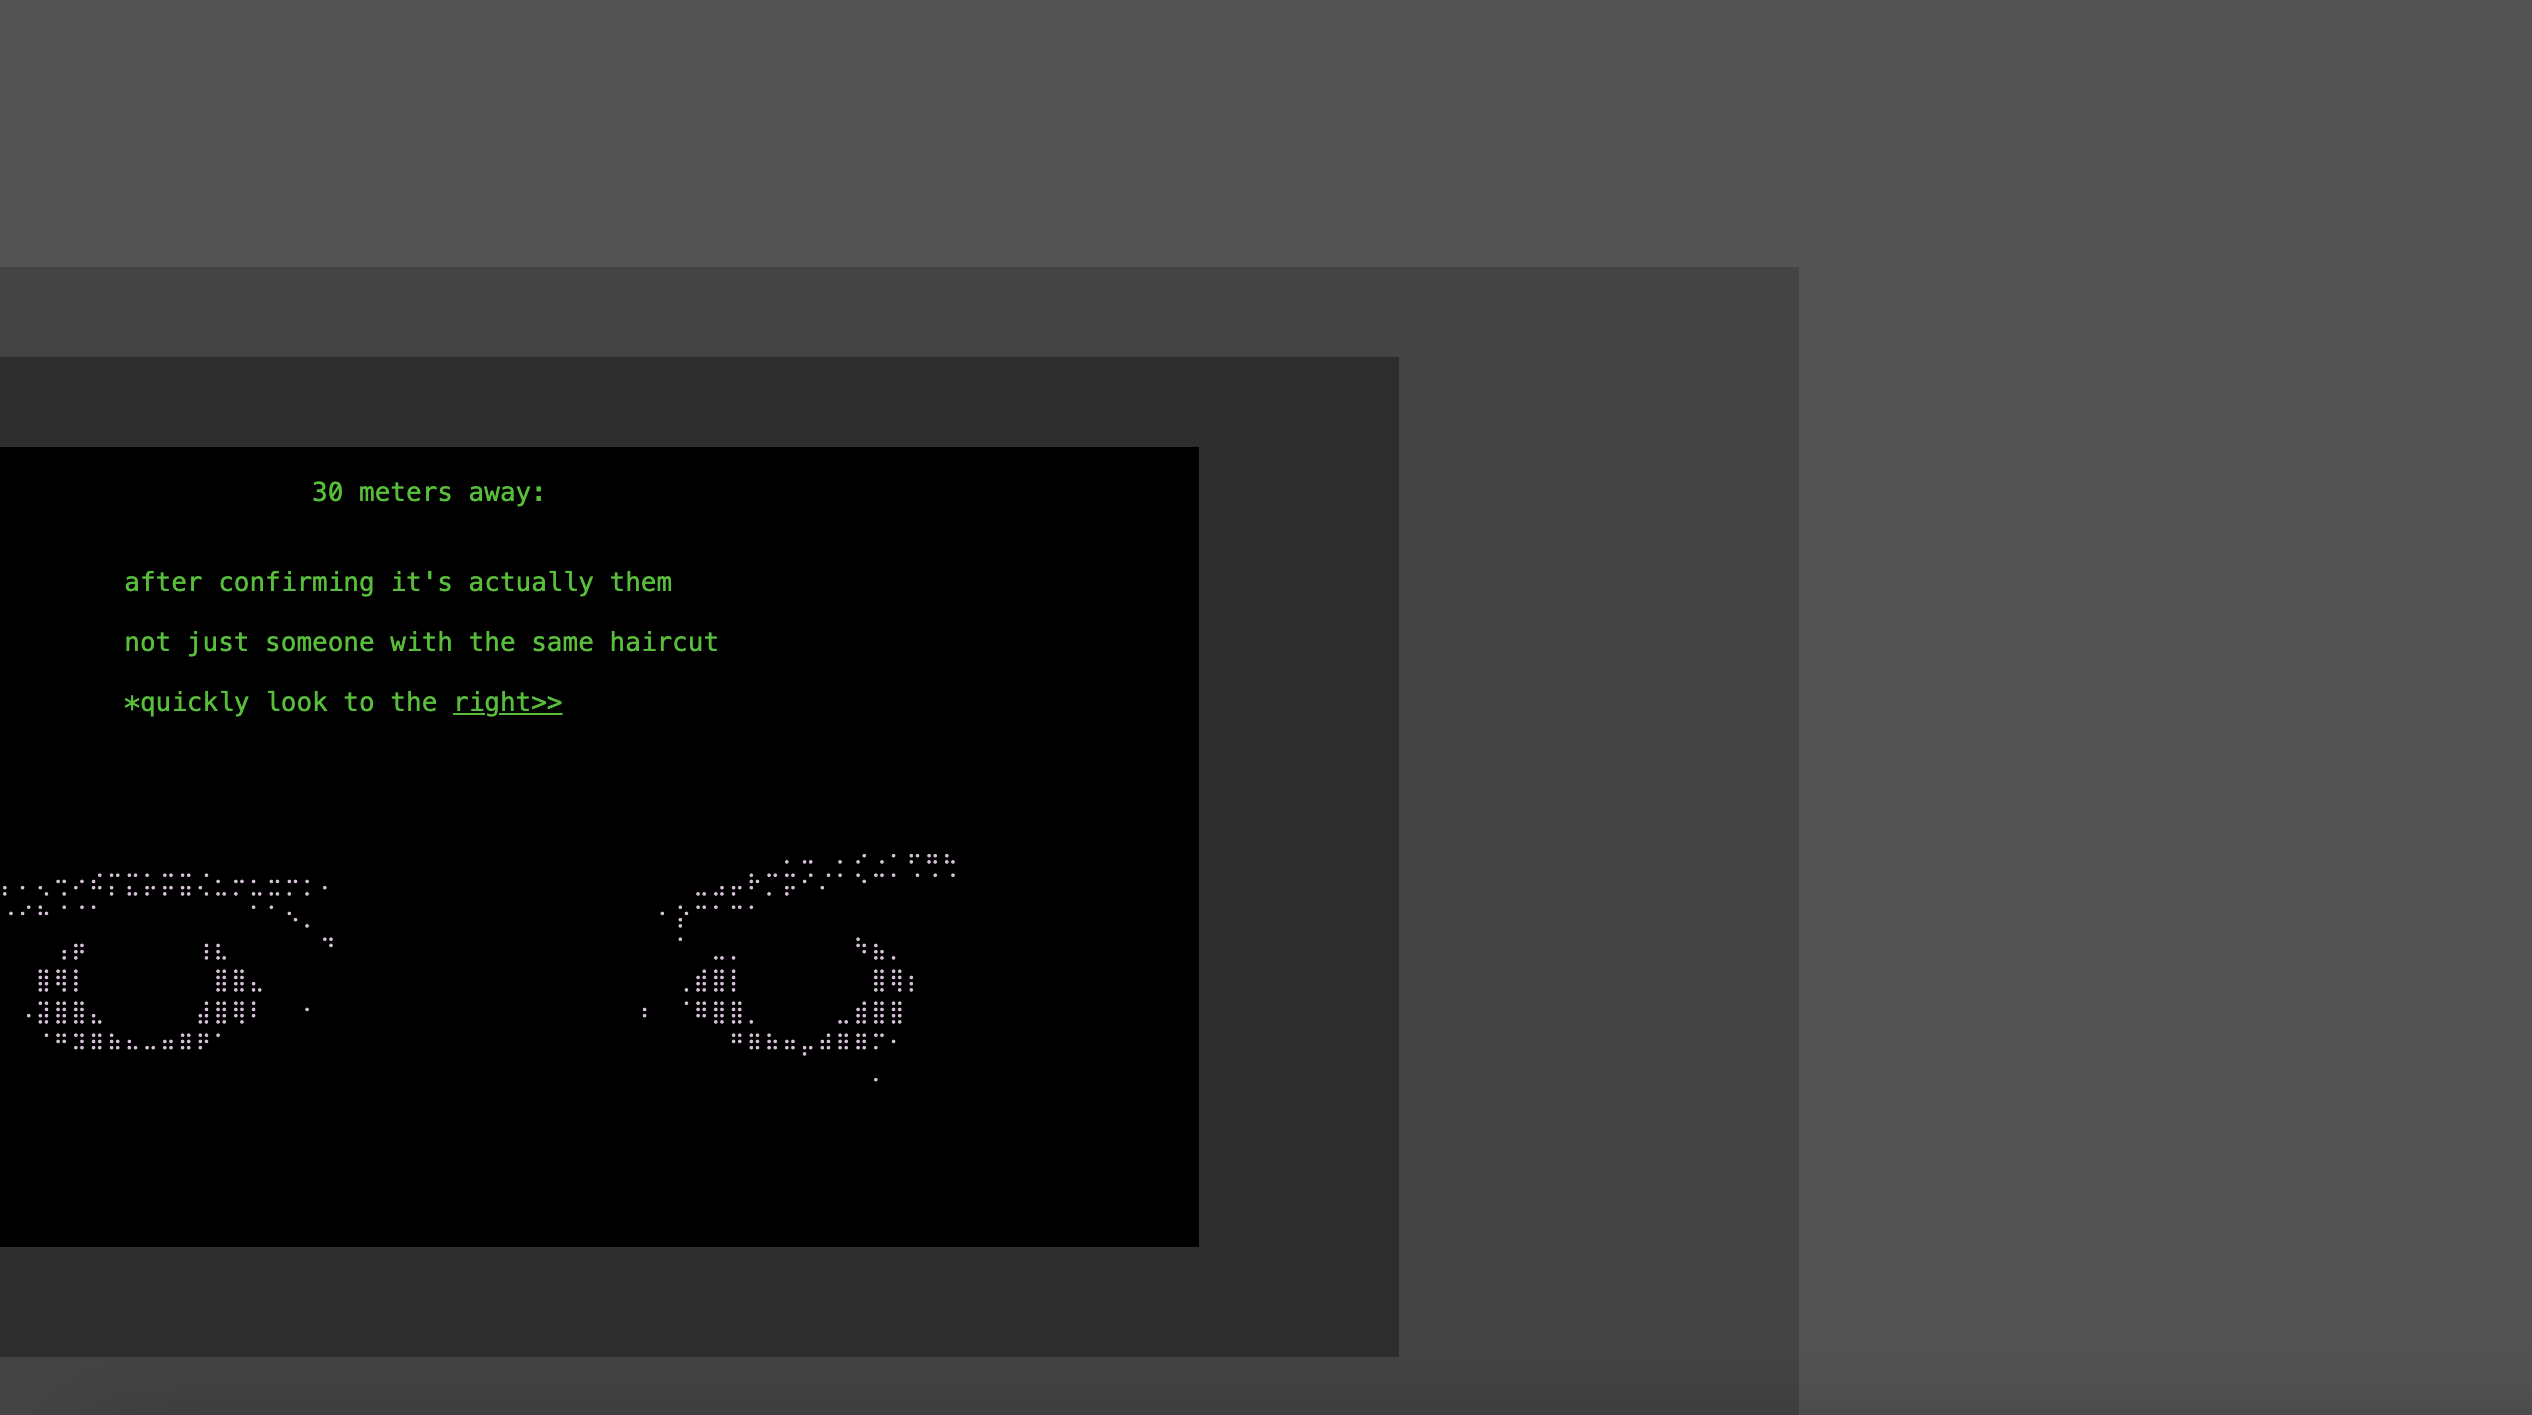 30 meters away:
after confirming it's actually them
not just someone with the same haircut
*quickly look to the right>>